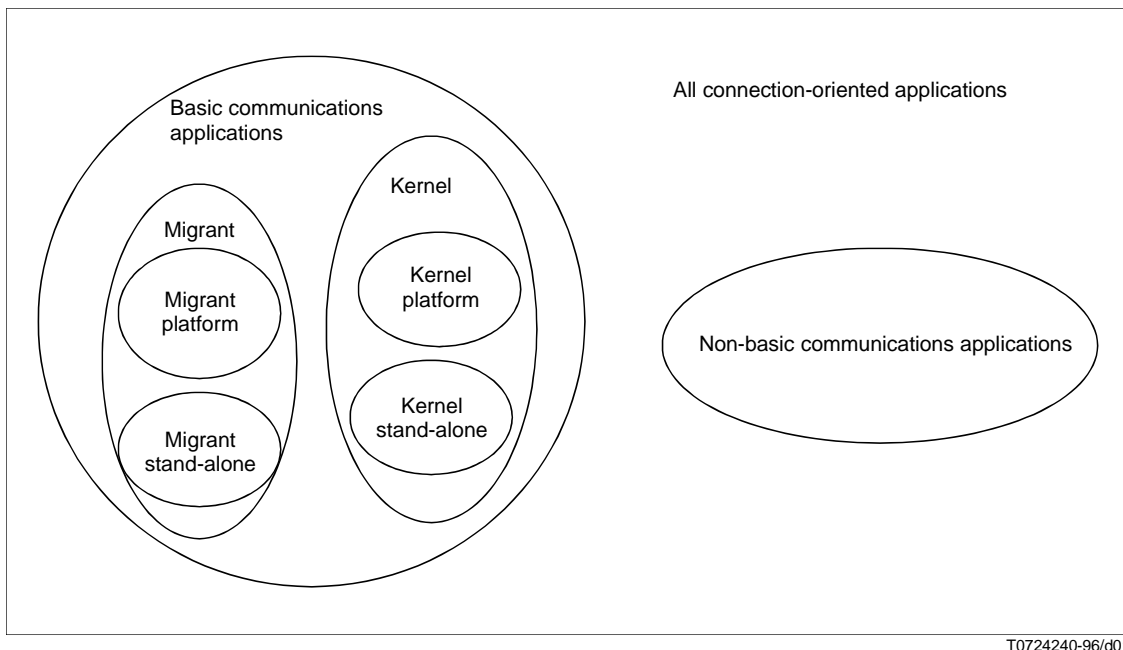 Basic communications
applications
All connection-oriented applications
Kernel
Migrant
Kernel
platform
Migrant
platform
Non-basic communications applications
Kernel
stand-alone
Migrant
stand-alone
T0724240-96/d0